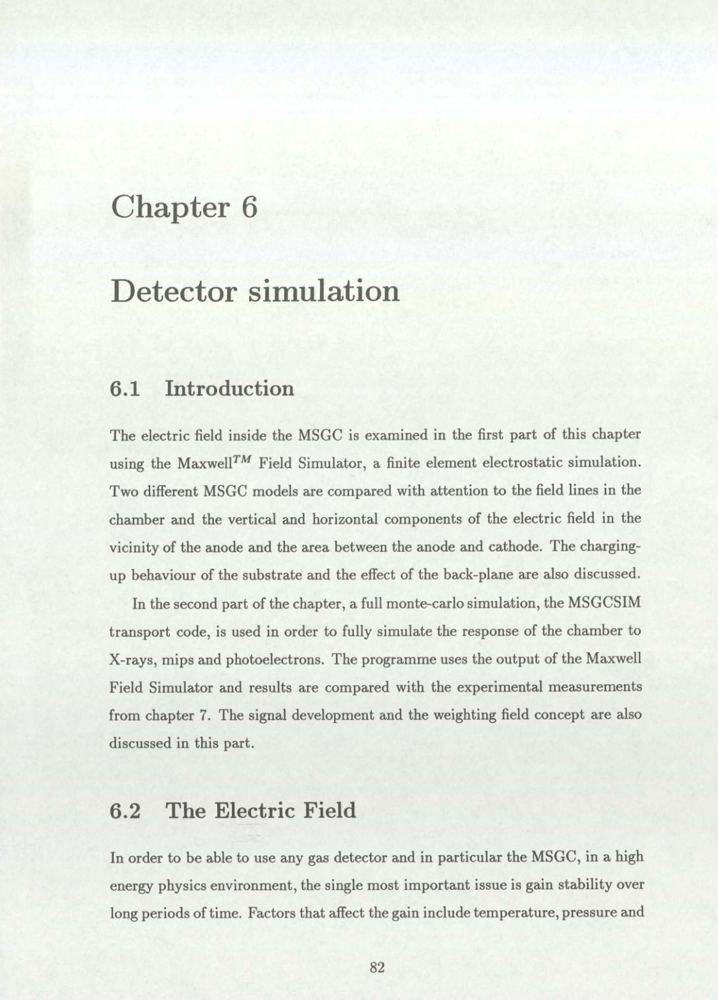 Chapter 6
Detector simulation
6.1 Introduction
The electric field inside the MSGC is examined in the first part of this chapter
using the Maxwell™ Field Simulator, a finite element electrostatic simulation.
Two different MSGC models are compared with attention to the field lines in the
chamber and the vertical and horizontal components of the electric field in the
vicinity of the anode and the area between the anode and cathode. The charging-
up behaviour of the substrate and the effect of the back-plane are also discussed.
In the second part of the chapter, a full monte-carlo simulation, the MSGCSIM
transport code, is used in order to fully simulate the response of the chamber to
X-rays, mips and photoelectrons. The programme uses the output of the Maxwell
Field Simulator and results are compared with the experimental measurements
from chapter 7. The signal development and the weighting field concept are also
discussed in this part.
6.2 The Electric Field
In order to be able to use any gas detector and in particular the MSGC, in a high
energy physics environment, the single most important issue is gain stability over
long periods of time. Factors that affect the gain include temperature, pressure and
82